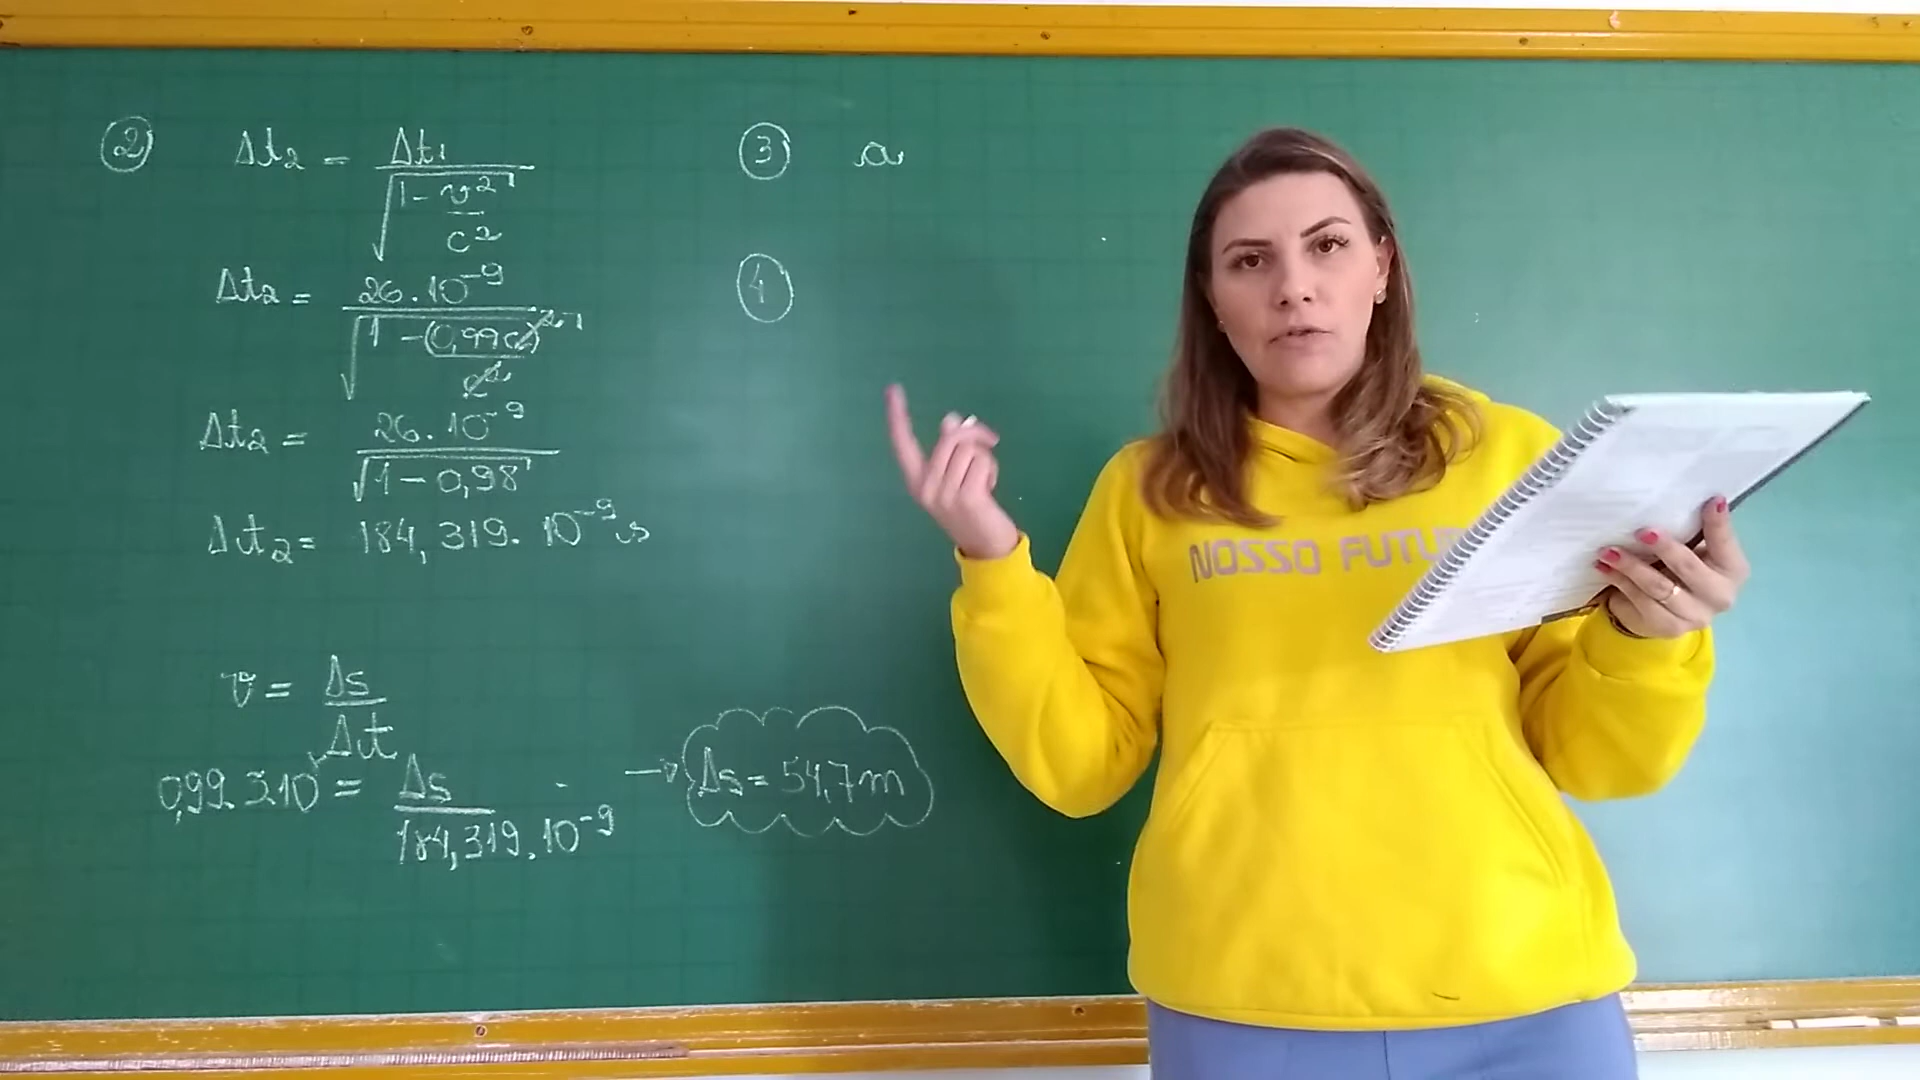 ② Δt₂ = Δt₁ / √(1 - v²/c²)
Δt₂ = 26.10⁻⁹ / √(1 - (0,99c)²/c²)
Δt₂ = 26.10⁻⁹ / √(1 - 0,98)
Δt₂ = 184,319.10⁻⁹ s
v = Δs / Δt
0,99.3.10 = Δs / 184,319.10⁻⁹
→ Δs = 54,7m
③ a
④
NOSSO